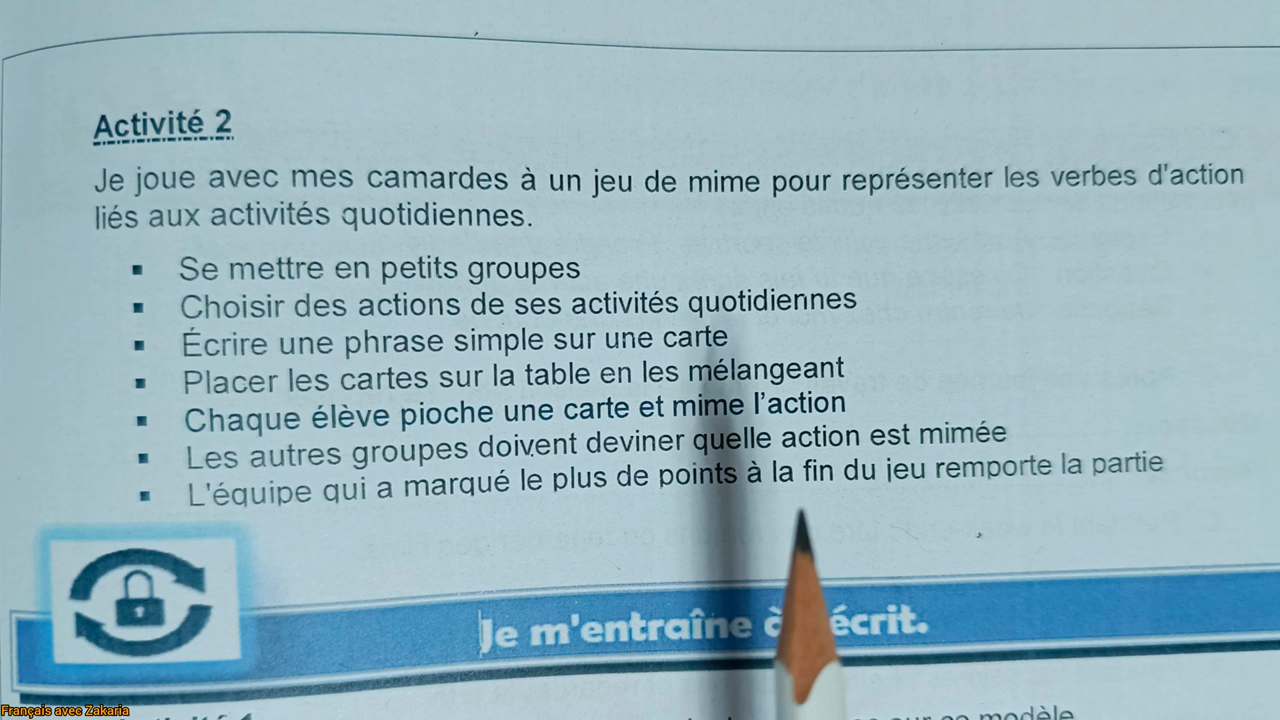 Activité 2
Je joue avec mes camardes à un jeu de mime pour représenter les verbes d'action
liés aux activités quotidiennes.
▪ Se mettre en petits groupes
▪ Choisir des actions de ses activités quotidiennes
▪ Écrire une phrase simple sur une carte
▪ Placer les cartes sur la table en les mélangeant
▪ Chaque élève pioche une carte et mime l'action
▪ Les autres groupes doivent deviner quelle action est mimée
▪ L'équipe qui a marqué le plus de points à la fin du jeu remporte la partie
Je m'entraîne à écrit.
modèle
Français avec Zakaria